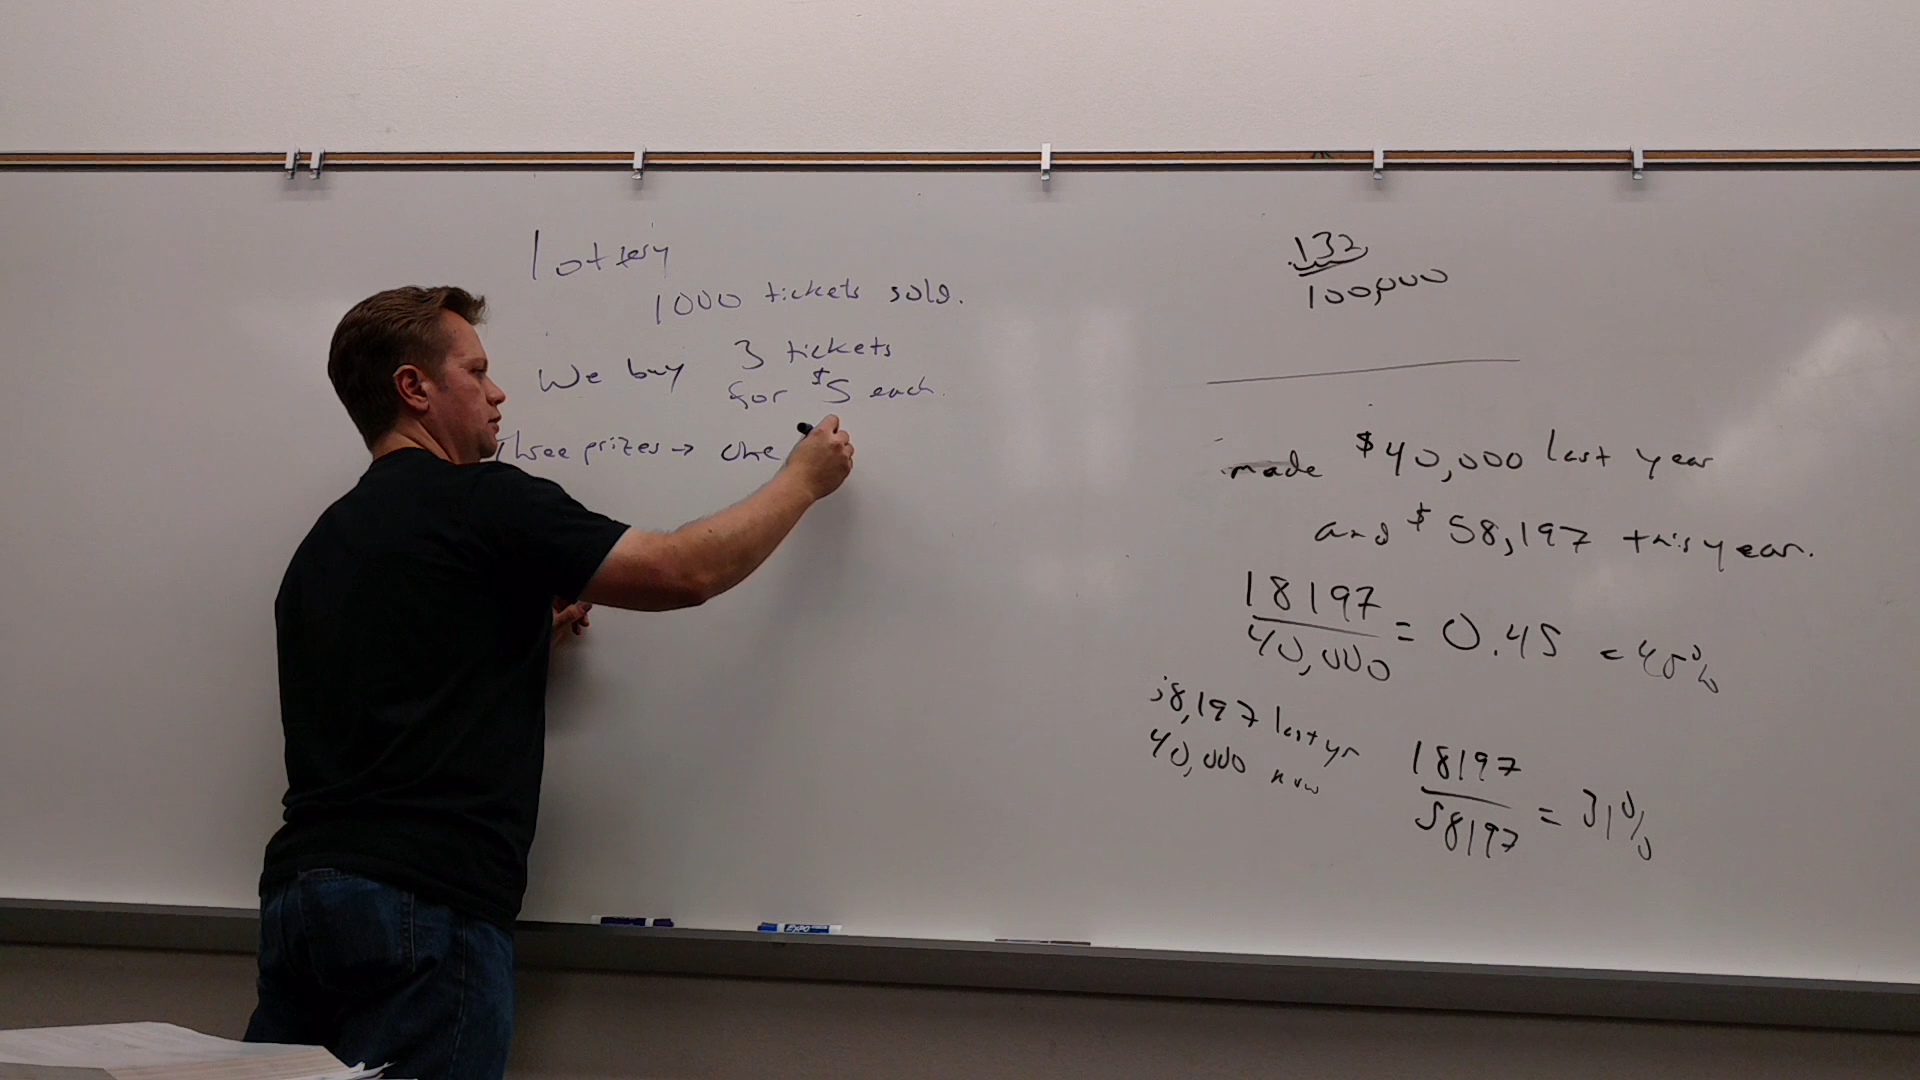 lottery
1000 tickets sold.
We buy 3 tickets
for $5 each.
Three prizes → one
.132
100,000
made $40,000 last year
and $58,197 this year.
18197
40,000
= 0.45 = 45%
58,197 last yr
40,000 now
18197
58197
= 31%
EXPO